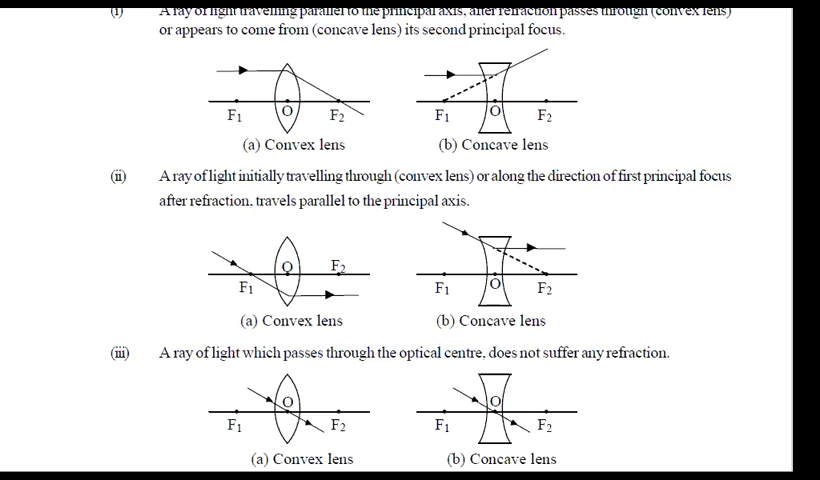 (i) A ray of light travelling parallel to the principal axis, after refraction passes through (convex lens)
or appears to come from (concave lens) its second principal focus.
F1 O F2 F1 O F2
(a) Convex lens (b) Concave lens
(ii) A ray of light initially travelling through (convex lens) or along the direction of first principal focus
after refraction, travels parallel to the principal axis.
F1 O F2 F1 O F2
(a) Convex lens (b) Concave lens
(iii) A ray of light which passes through the optical centre, does not suffer any refraction.
F1 O F2 F1 O F2
(a) Convex lens (b) Concave lens